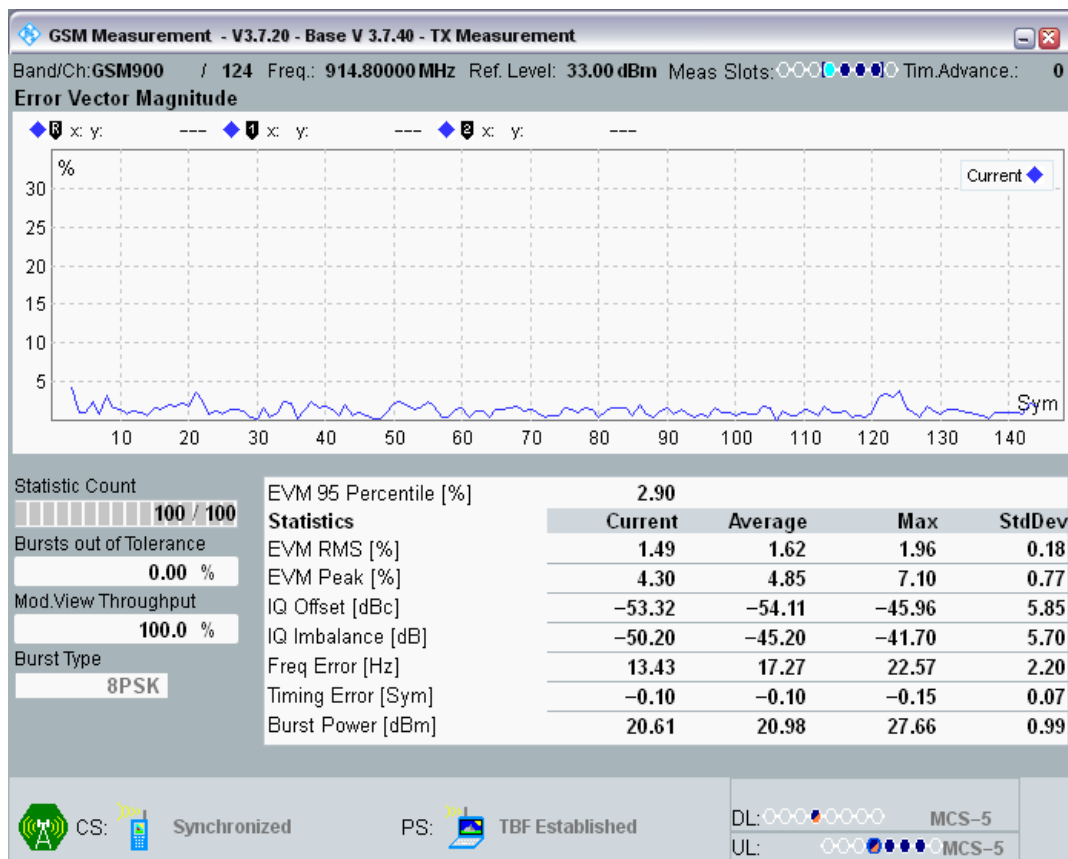 GSM Measurement - V3.7.20 - Base V 3.7.40 - TX Measurement
Band/Ch:GSM900 / 124 Freq.: 914.80000 MHz Ref. Level: 33.00 dBm Meas Slots: Tim.Advance.: 0
Error Vector Magnitude
R x: y: --- 1 x: y: --- 2 x: y: ---
%
Current
30
25
20
15
10
5
Sym
10 20 30 40 50 60 70 80 90 100 110 120 130 140
Statistic Count
100 / 100
Bursts out of Tolerance
0.00 %
Mod.View Throughput
100.0 %
Burst Type
8PSK
EVM 95 Percentile [%] 2.90
Statistics Current Average Max StdDev
EVM RMS [%] 1.49 1.62 1.96 0.18
EVM Peak [%] 4.30 4.85 7.10 0.77
IQ Offset [dBc] −53.32 −54.11 −45.96 5.85
IQ Imbalance [dB] −50.20 −45.20 −41.70 5.70
Freq Error [Hz] 13.43 17.27 22.57 2.20
Timing Error [Sym] −0.10 −0.10 −0.15 0.07
Burst Power [dBm] 20.61 20.98 27.66 0.99
CS: Synchronized PS: TBF Established
DL: MCS−5
UL: MCS−5